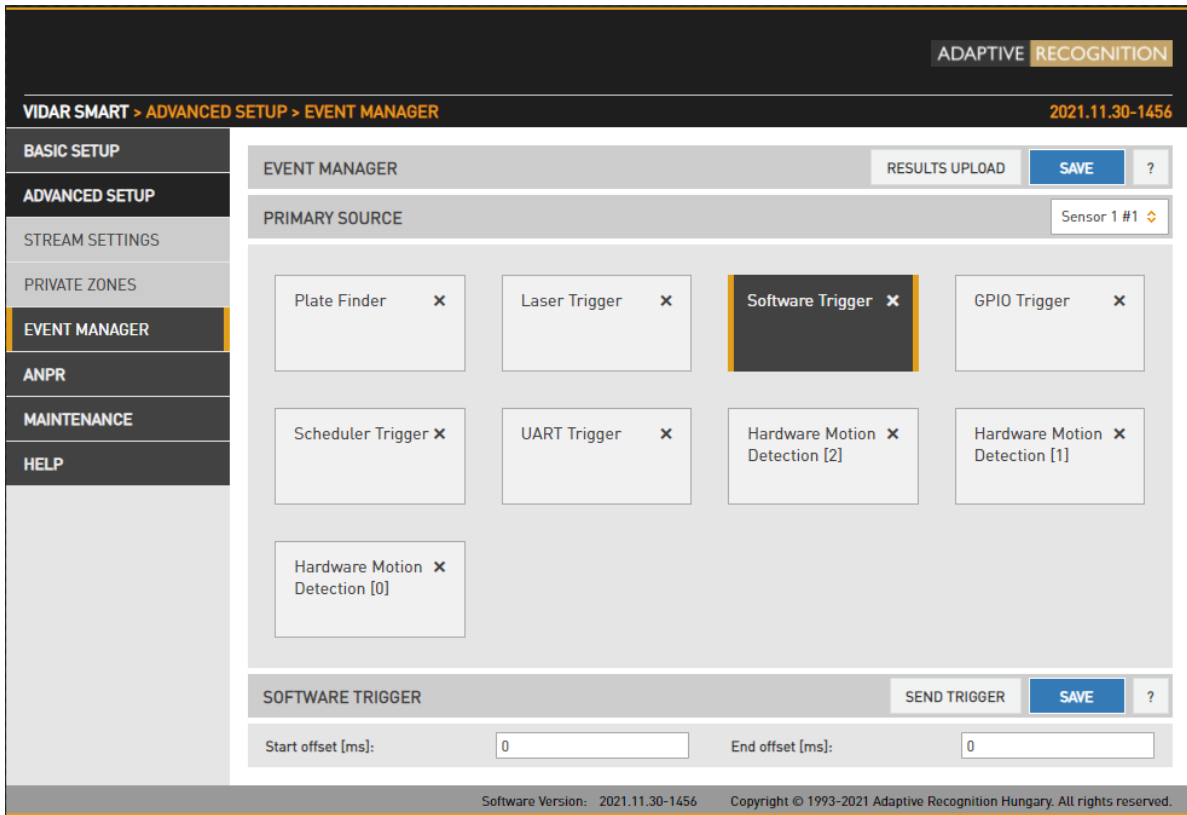 ADAPTIVE RECOGNITION
VIDAR SMART > ADVANCED SETUP > EVENT MANAGER 2021.11.30-1456
BASIC SETUP
ADVANCED SETUP
STREAM SETTINGS
PRIVATE ZONES
EVENT MANAGER
ANPR
MAINTENANCE
HELP
EVENT MANAGER RESULTS UPLOAD SAVE ?
PRIMARY SOURCE Sensor 1 #1
Plate Finder × Laser Trigger × Software Trigger × GPIO Trigger ×
Scheduler Trigger × UART Trigger × Hardware Motion × Hardware Motion ×
Detection [2] Detection [1]
Hardware Motion ×
Detection [0]
SOFTWARE TRIGGER SEND TRIGGER SAVE ?
Start offset [ms]: 0 End offset [ms]: 0
Software Version: 2021.11.30-1456 Copyright © 1993-2021 Adaptive Recognition Hungary. All rights reserved.